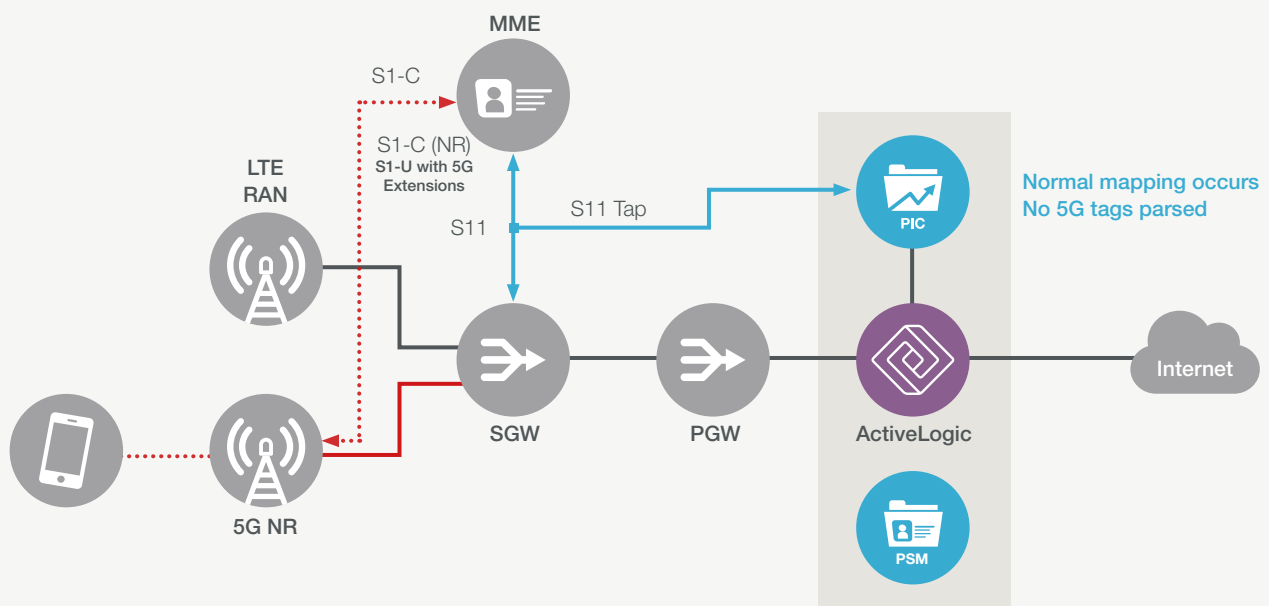 MME
S1-C
S1-C (NR)
S1-U with 5G
Extensions
LTE
RAN
S11 Tap
S11
PIC
Normal mapping occurs
No 5G tags parsed
Internet
SGW
PGW
ActiveLogic
5G NR
PSM